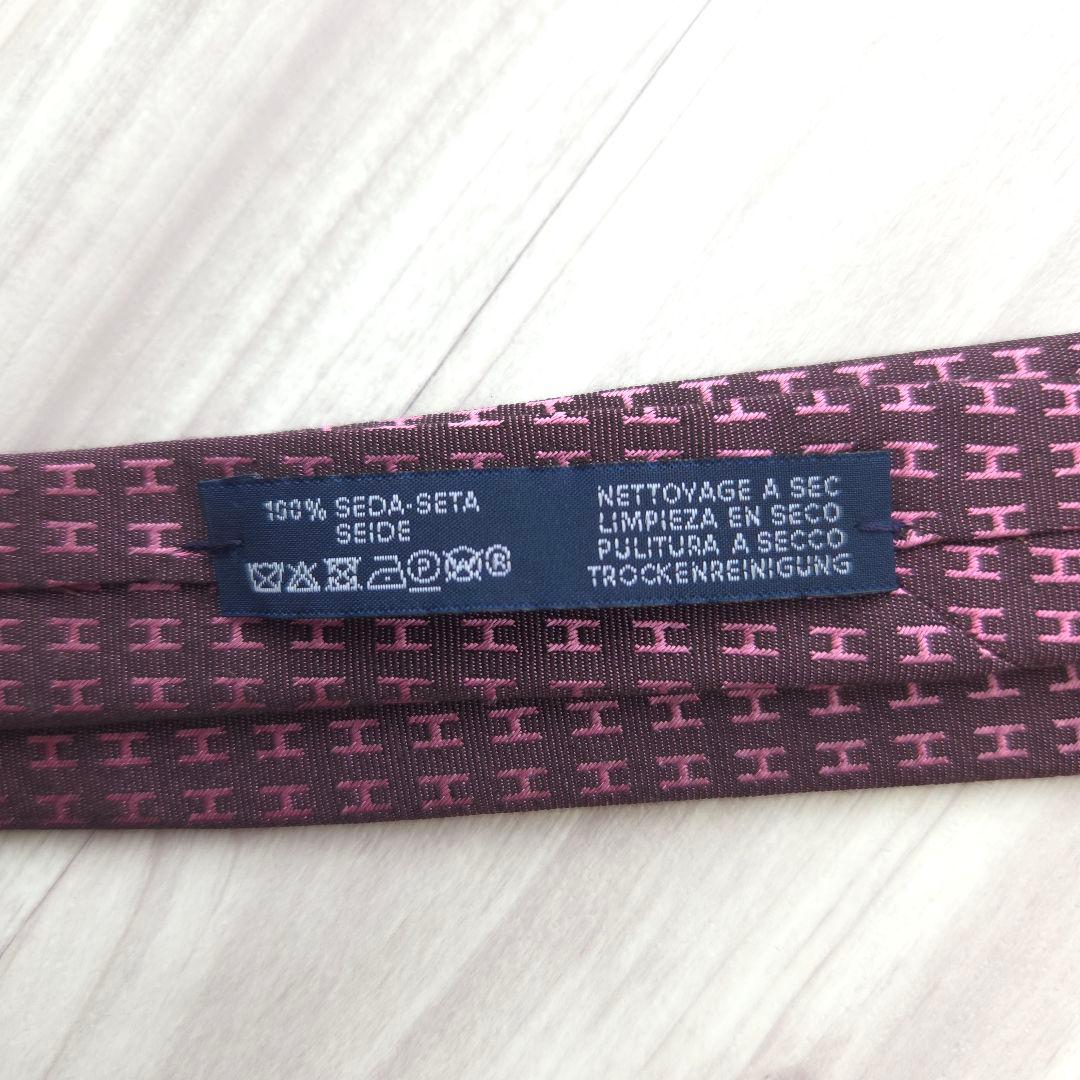 100% SEDA-SETA
SEIDE
NETTOYAGE A SEC
LIMPIEZA EN SECO
PULITURA A SECCO
TROCKENREINIGUNG